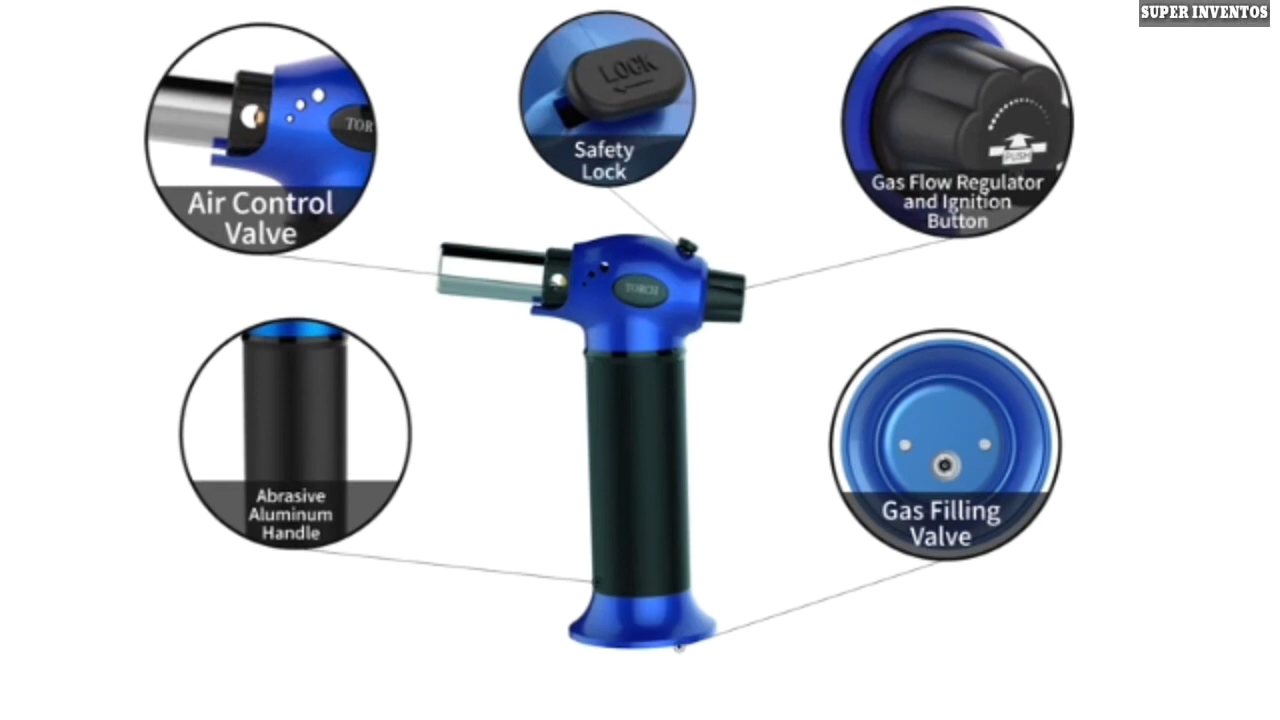 SUPER INVENTOS
LOCK
Safety
Lock
TOR
Air Control
Valve
PUSH
Gas Flow Regulator
and Ignition
Button
TORCH
Abrasive
Aluminum
Handle
Gas Filling
Valve